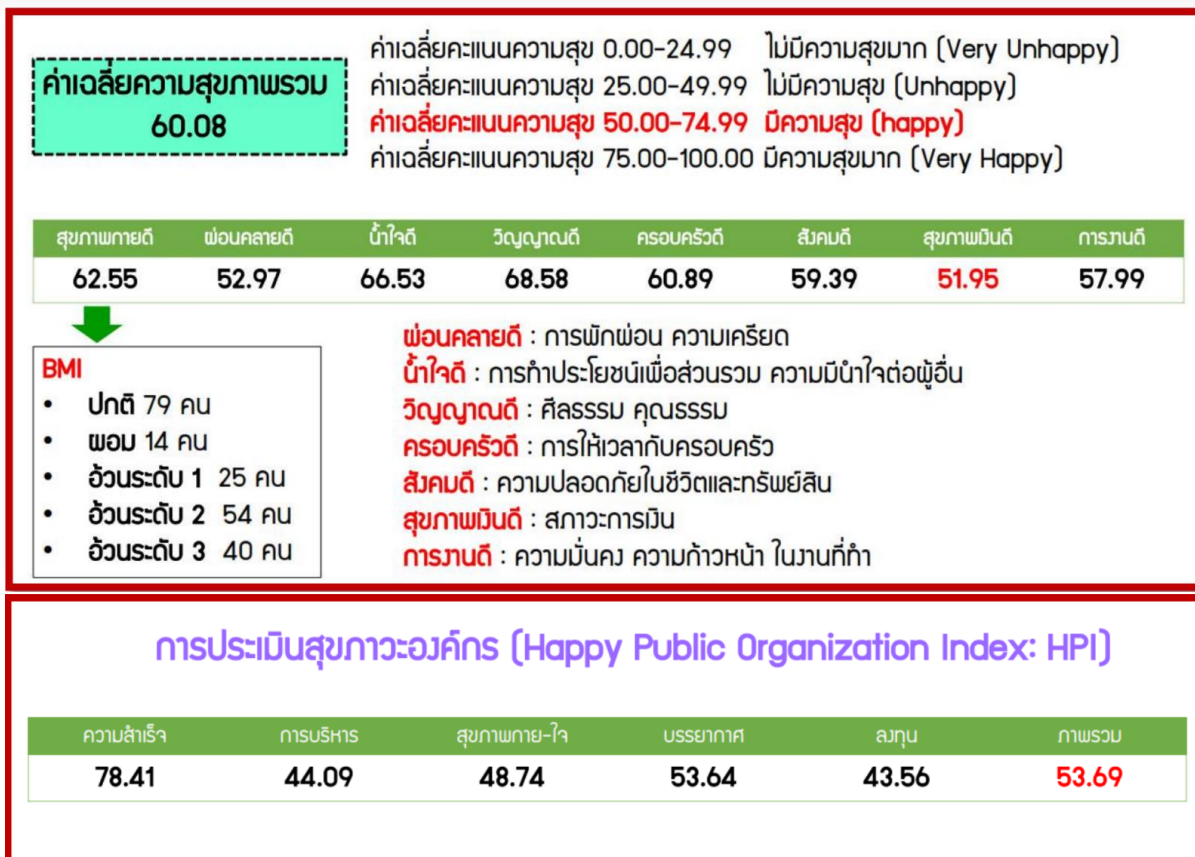 ค่าเฉลี่ยความสุขภาพรวม
60.08
ค่าเฉลี่ยคะแนนความสุข 0.00-24.99 ไม่มีความสุขมาก (Very Unhappy)
ค่าเฉลี่ยคะแนนความสุข 25.00-49.99 ไม่มีความสุข (Unhappy)
ค่าเฉลี่ยคะแนนความสุข 50.00-74.99 มีความสุข (happy)
ค่าเฉลี่ยคะแนนความสุข 75.00-100.00 มีความสุขมาก (Very Happy)
สุขภาพกายดี ผ่อนคลายดี น้ำใจดี วิญญาณดี ครอบครัวดี สังคมดี สุขภาพเงินดี การงานดี
62.55 52.97 66.53 68.58 60.89 59.39 51.95 57.99
BMI
• ปกติ 79 คน
• ผอม 14 คน
• อ้วนระดับ 1 25 คน
• อ้วนระดับ 2 54 คน
• อ้วนระดับ 3 40 คน
ผ่อนคลายดี : การพักผ่อน ความเครียด
น้ำใจดี : การทำประโยชน์เพื่อส่วนรวม ความมีน้ำใจต่อผู้อื่น
วิญญาณดี : ศีลธรรม คุณธรรม
ครอบครัวดี : การให้เวลากับครอบครัว
สังคมดี : ความปลอดภัยในชีวิตและทรัพย์สิน
สุขภาพเงินดี : สภาวะการเงิน
การงานดี : ความมั่นคง ความก้าวหน้า ในงานที่ทำ
การประเมินสุขภาวะองค์กร (Happy Public Organization Index: HPI)
ความสำเร็จ การบริหาร สุขภาพกาย-ใจ บรรยากาศ ลงทุน ภาพรวม
78.41 44.09 48.74 53.64 43.56 53.69